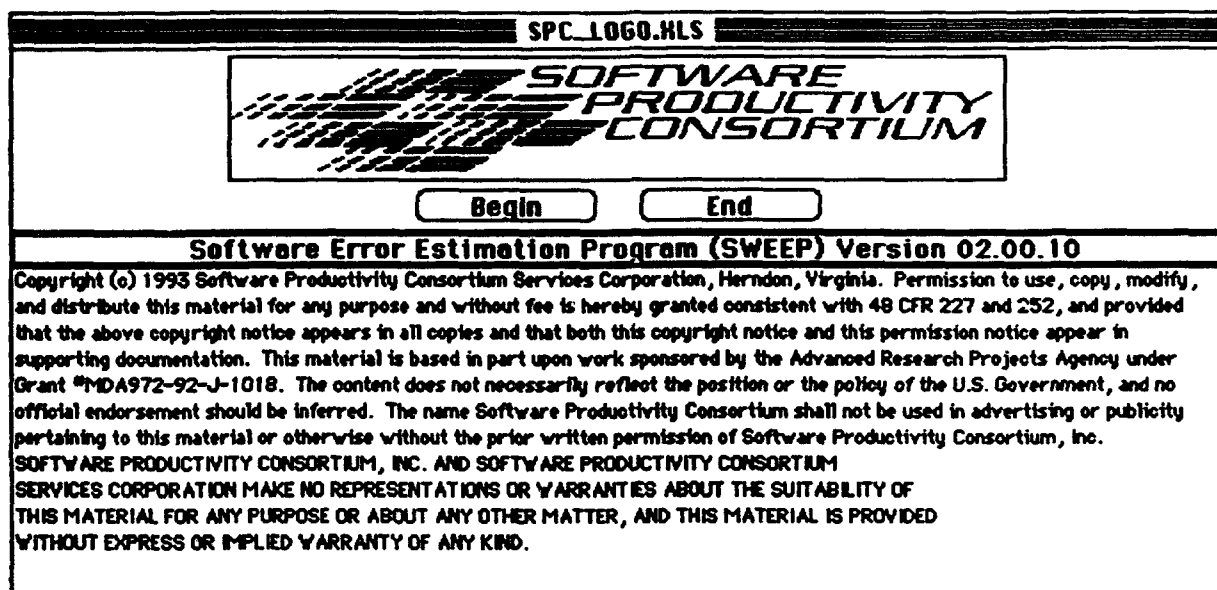 SPC_LOGO.XLS
SOFTWARE
PRODUCTIVITY
CONSORTIUM
Begin End
Software Error Estimation Program (SWEEP) Version 02.00.10
Copyright (c) 1993 Software Productivity Consortium Services Corporation, Herndon, Virginia. Permission to use, copy, modify,
and distribute this material for any purpose and without fee is hereby granted consistent with 48 CFR 227 and 252, and provided
that the above copyright notice appears in all copies and that both this copyright notice and this permission notice appear in
supporting documentation. This material is based in part upon work sponsored by the Advanced Research Projects Agency under
Grant #MDA972-92-J-1018. The content does not necessarily reflect the position or the policy of the U.S. Government, and no
official endorsement should be inferred. The name Software Productivity Consortium shall not be used in advertising or publicity
pertaining to this material or otherwise without the prior written permission of Software Productivity Consortium, Inc.
SOFTWARE PRODUCTIVITY CONSORTIUM, INC. AND SOFTWARE PRODUCTIVITY CONSORTIUM
SERVICES CORPORATION MAKE NO REPRESENTATIONS OR WARRANTIES ABOUT THE SUITABILITY OF
THIS MATERIAL FOR ANY PURPOSE OR ABOUT ANY OTHER MATTER, AND THIS MATERIAL IS PROVIDED
WITHOUT EXPRESS OR IMPLIED WARRANTY OF ANY KIND.